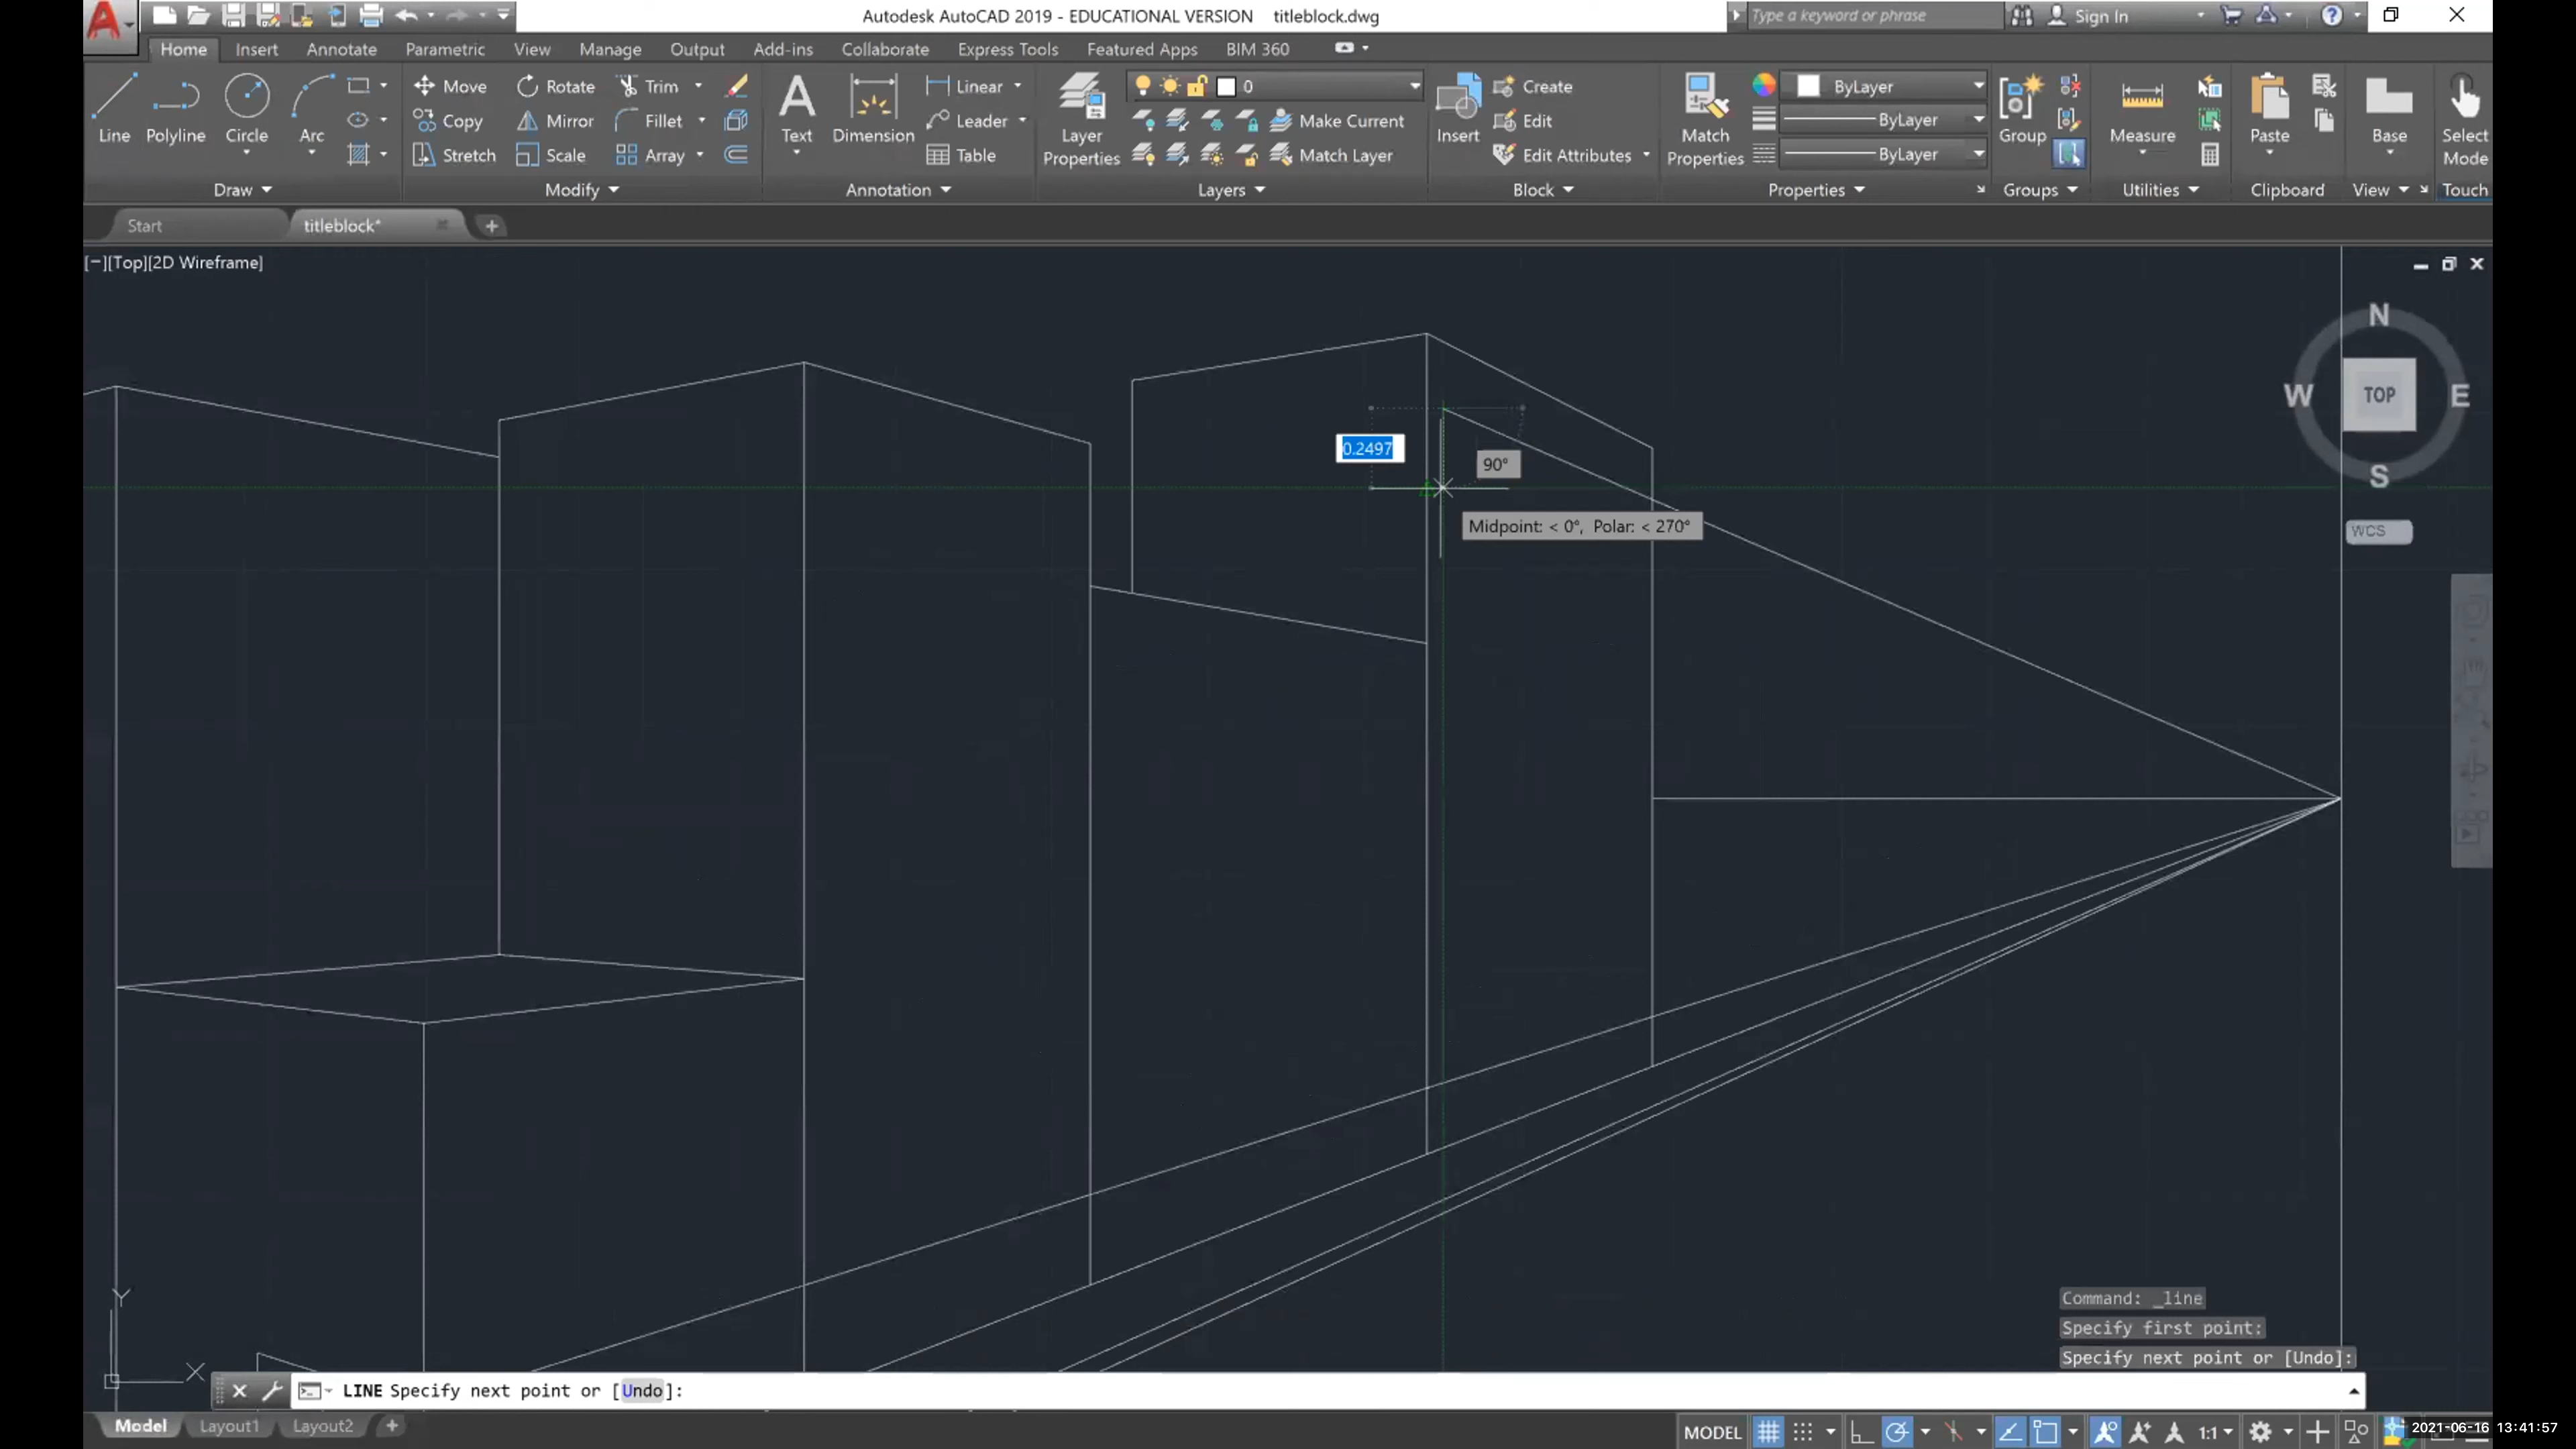 Autodesk AutoCAD 2019 - EDUCATIONAL VERSION titleblock.dwg
Type a keyword or phrase
Sign In
Home Insert Annotate Parametric View Manage Output Add-ins Collaborate Express Tools Featured Apps BIM 360
Move Rotate Trim Linear 0 Create ByLayer
Copy Mirror Fillet Leader Make Current Edit ByLayer
Line Polyline Circle Arc Text Dimension Layer Properties Insert Match Properties Group Measure Paste Base Select Mode
Stretch Scale Array Table Match Layer Edit Attributes ByLayer
Draw Modify Annotation Layers Block Properties Groups Utilities Clipboard View Touch
Start titleblock*
[−][Top][2D Wireframe]
N
W TOP E
S
WCS
0.2497
90°
Midpoint: < 0°, Polar: < 270°
Y
X
Command: _line
Specify first point:
Specify next point or [Undo]:
LINE Specify next point or [Undo]:
Model Layout1 Layout2
MODEL 1:1
2021-06-16 13:41:57